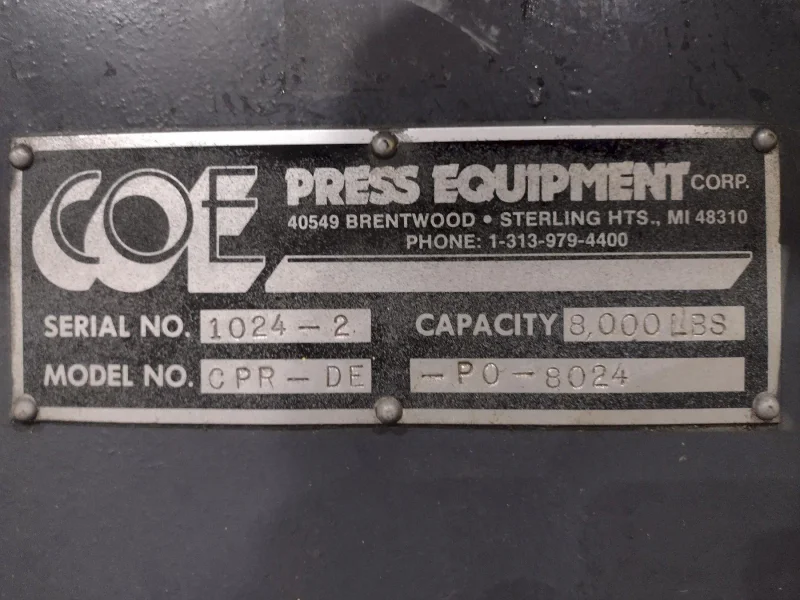 COE PRESS EQUIPMENT CORP.
40549 BRENTWOOD • STERLING HTS., MI 48310
PHONE: 1-313-979-4400
SERIAL NO. 1024-2 CAPACITY 8,000 LBS
MODEL NO. CPR-DE -PO-8024